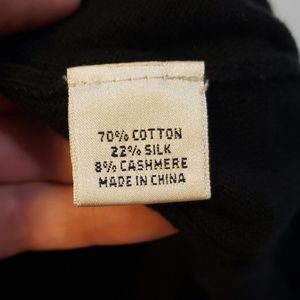 70% COTTON
22% SILK
8% CASHMERE
MADE IN CHINA